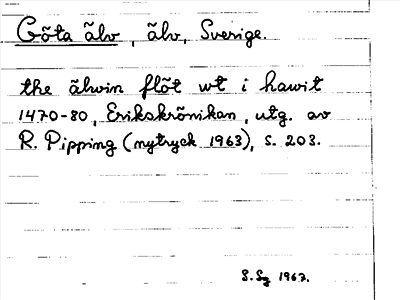 Göta älv, älv, Sverige.
the älwin flöt wt i hawit
1470-80, Erikskrönikan, utg. av
R. Pipping (nytryck 1963), s. 203.
S. Sg 1967.